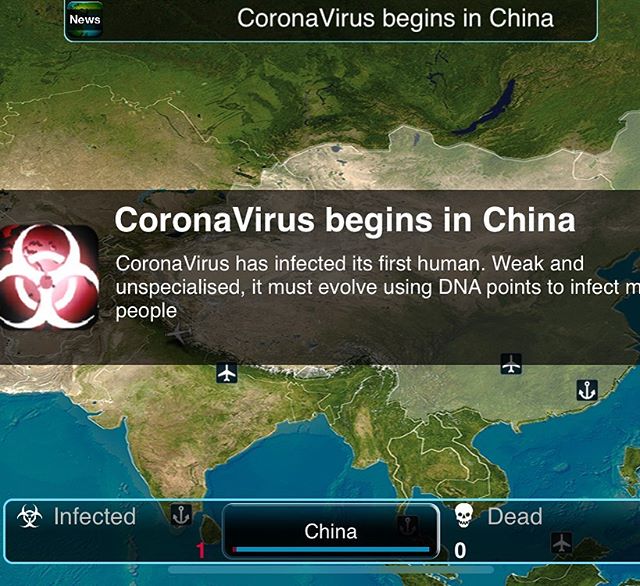 News
CoronaVirus begins in China
CoronaVirus begins in China
CoronaVirus has infected its first human. Weak and
unspecialised, it must evolve using DNA points to infect m
people
Infected
1
China
Dead
0